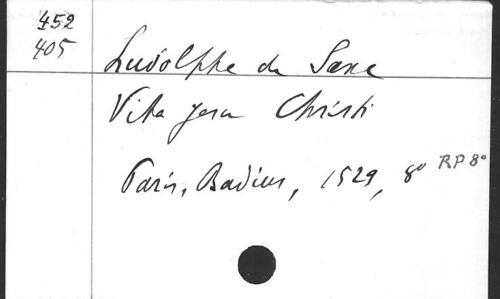 452
405
Ludolphe de Saxe
Vita Jesu Christi
Paris, Badius, 1529, 8° RP 8°